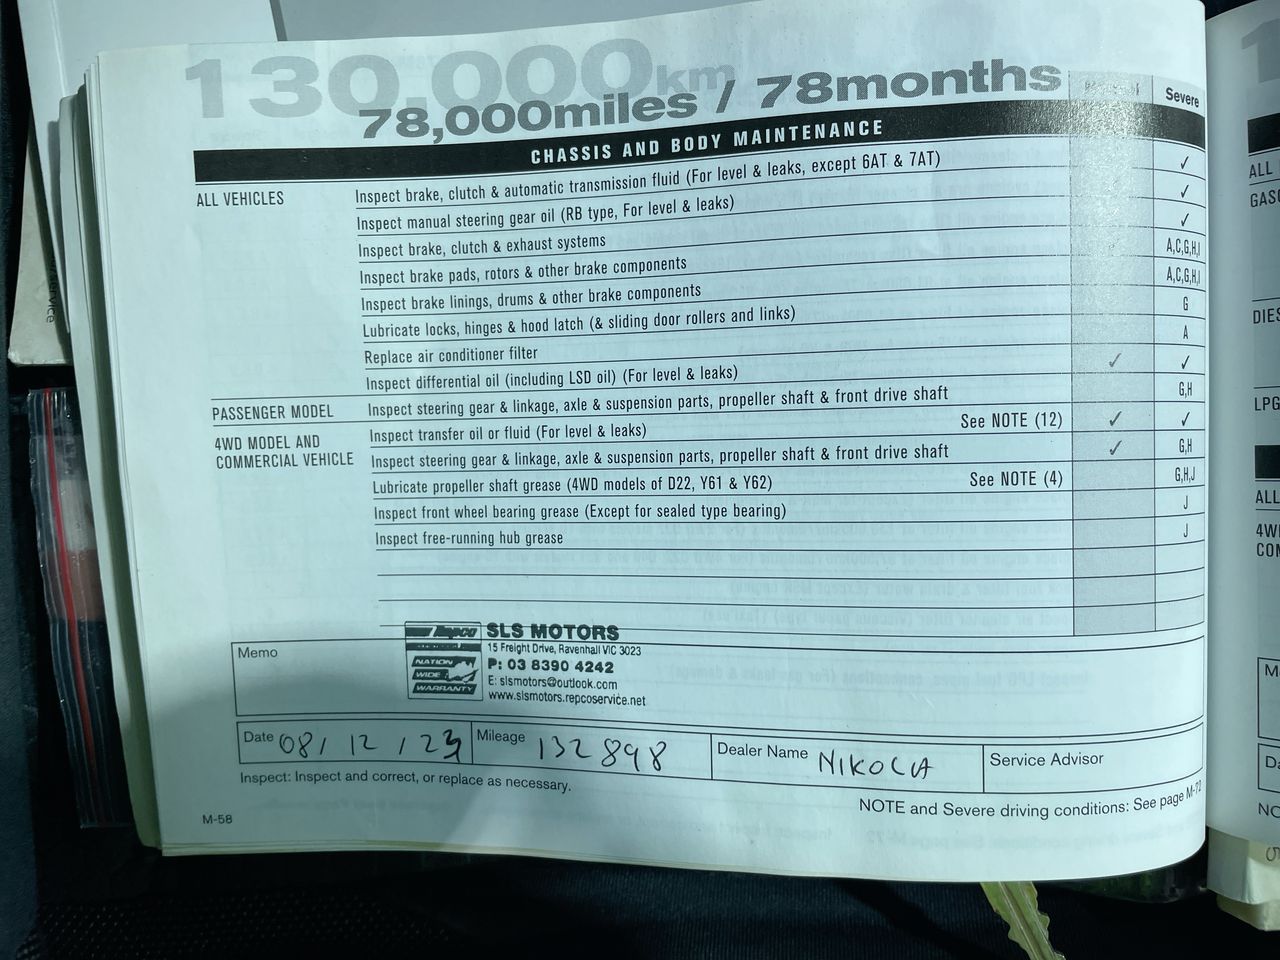 130,000km
78,000miles / 78months
Severe
CHASSIS AND BODY MAINTENANCE
ALL VEHICLES Inspect brake, clutch & automatic transmission fluid (For level & leaks, except 6AT & 7AT) ✓
Inspect manual steering gear oil (RB type, For level & leaks) ✓
Inspect brake, clutch & exhaust systems ✓
Inspect brake pads, rotors & other brake components A,C,G,H,I
Inspect brake linings, drums & other brake components A,C,G,H,I
Lubricate locks, hinges & hood latch (& sliding door rollers and links) G
Replace air conditioner filter A
Inspect differential oil (including LSD oil) (For level & leaks) ✓ ✓
PASSENGER MODEL Inspect steering gear & linkage, axle & suspension parts, propeller shaft & front drive shaft G,H
4WD MODEL AND Inspect transfer oil or fluid (For level & leaks) See NOTE (12) ✓ ✓
COMMERCIAL VEHICLE Inspect steering gear & linkage, axle & suspension parts, propeller shaft & front drive shaft ✓ G,H
Lubricate propeller shaft grease (4WD models of D22, Y61 & Y62) See NOTE (4) G,H,J
Inspect front wheel bearing grease (Except for sealed type bearing) J
Inspect free-running hub grease J
Memo
Repco
NATION
WIDE
WARRANTY
SLS MOTORS
15 Freight Drive, Ravenhall VIC 3023
P: 03 8390 4242
E: slsmotors@outlook.com
www.slsmotors.repcoservice.net
Date 08/12/23 Mileage 132898 Dealer Name NIKOLA Service Advisor
Inspect: Inspect and correct, or replace as necessary.
NOTE and Severe driving conditions: See page M-72
M-58
service
ALL
DIES
LPG
ALL
4W
CO